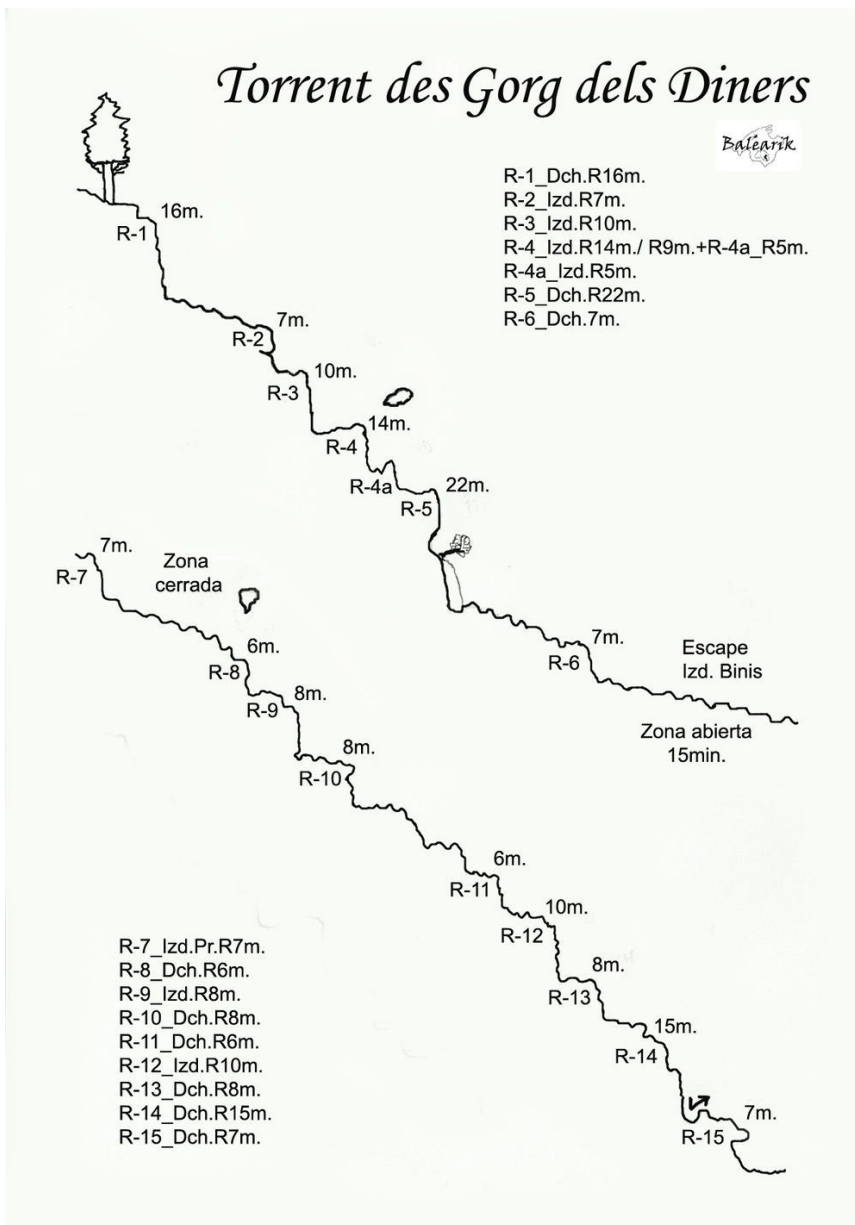 Torrent des Gorg dels Diners
Balearik
R-1_Dch.R16m.
R-2_Izd.R7m.
R-3_Izd.R10m.
R-4_Izd.R14m./ R9m.+R-4a_R5m.
R-4a_Izd.R5m.
R-5_Dch.R22m.
R-6_Dch.7m.
16m.
R-1
7m.
R-2
10m.
R-3
14m.
R-4
R-4a
22m.
R-5
7m.
R-6
Escape
Izd. Binis
Zona abierta
15min.
7m.
R-7
Zona
cerrada
6m.
R-8
8m.
R-9
8m.
R-10
6m.
R-11
10m.
R-12
8m.
R-13
15m.
R-14
7m.
R-15
R-7_Izd.Pr.R7m.
R-8_Dch.R6m.
R-9_Izd.R8m.
R-10_Dch.R8m.
R-11_Dch.R6m.
R-12_Izd.R10m.
R-13_Dch.R8m.
R-14_Dch.R15m.
R-15_Dch.R7m.